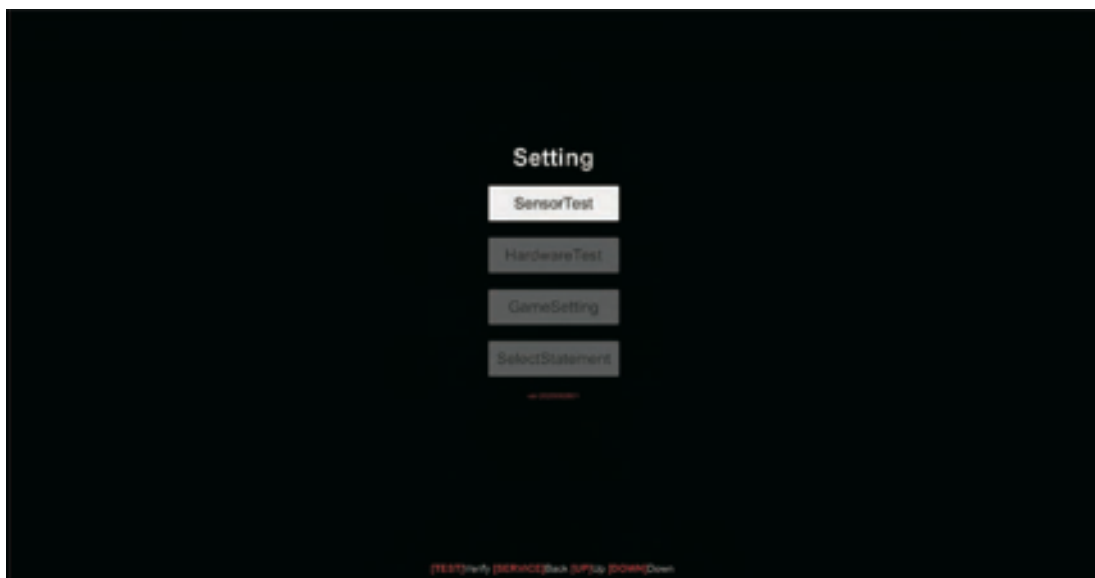 Setting
SensorTest
HardwareTest
GameSetting
SelectStatement
[TEST]Verify [SERVICE]Back [UP]Up [DOWN]Down